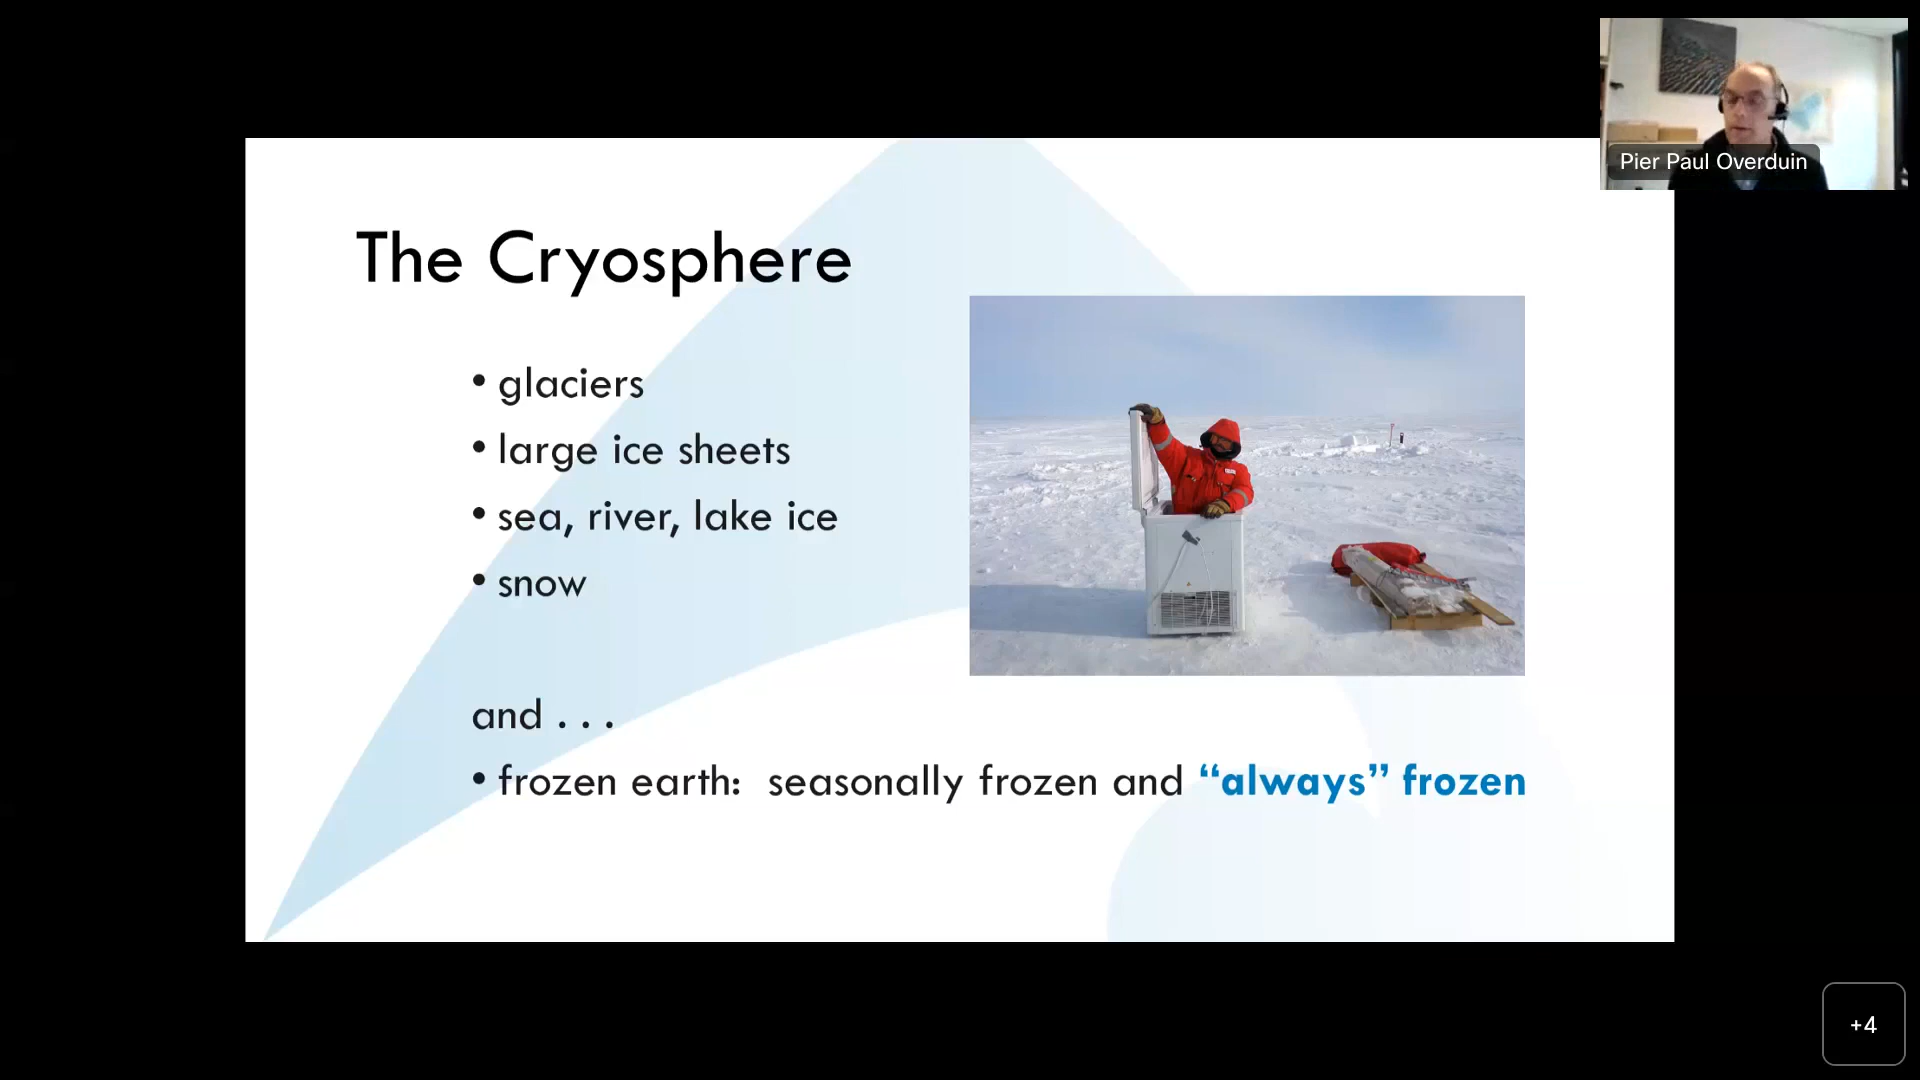 Pier Paul Overduin
The Cryosphere
• glaciers
• large ice sheets
• sea, river, lake ice
• snow
and . . .
• frozen earth:  seasonally frozen and “always” frozen
+4